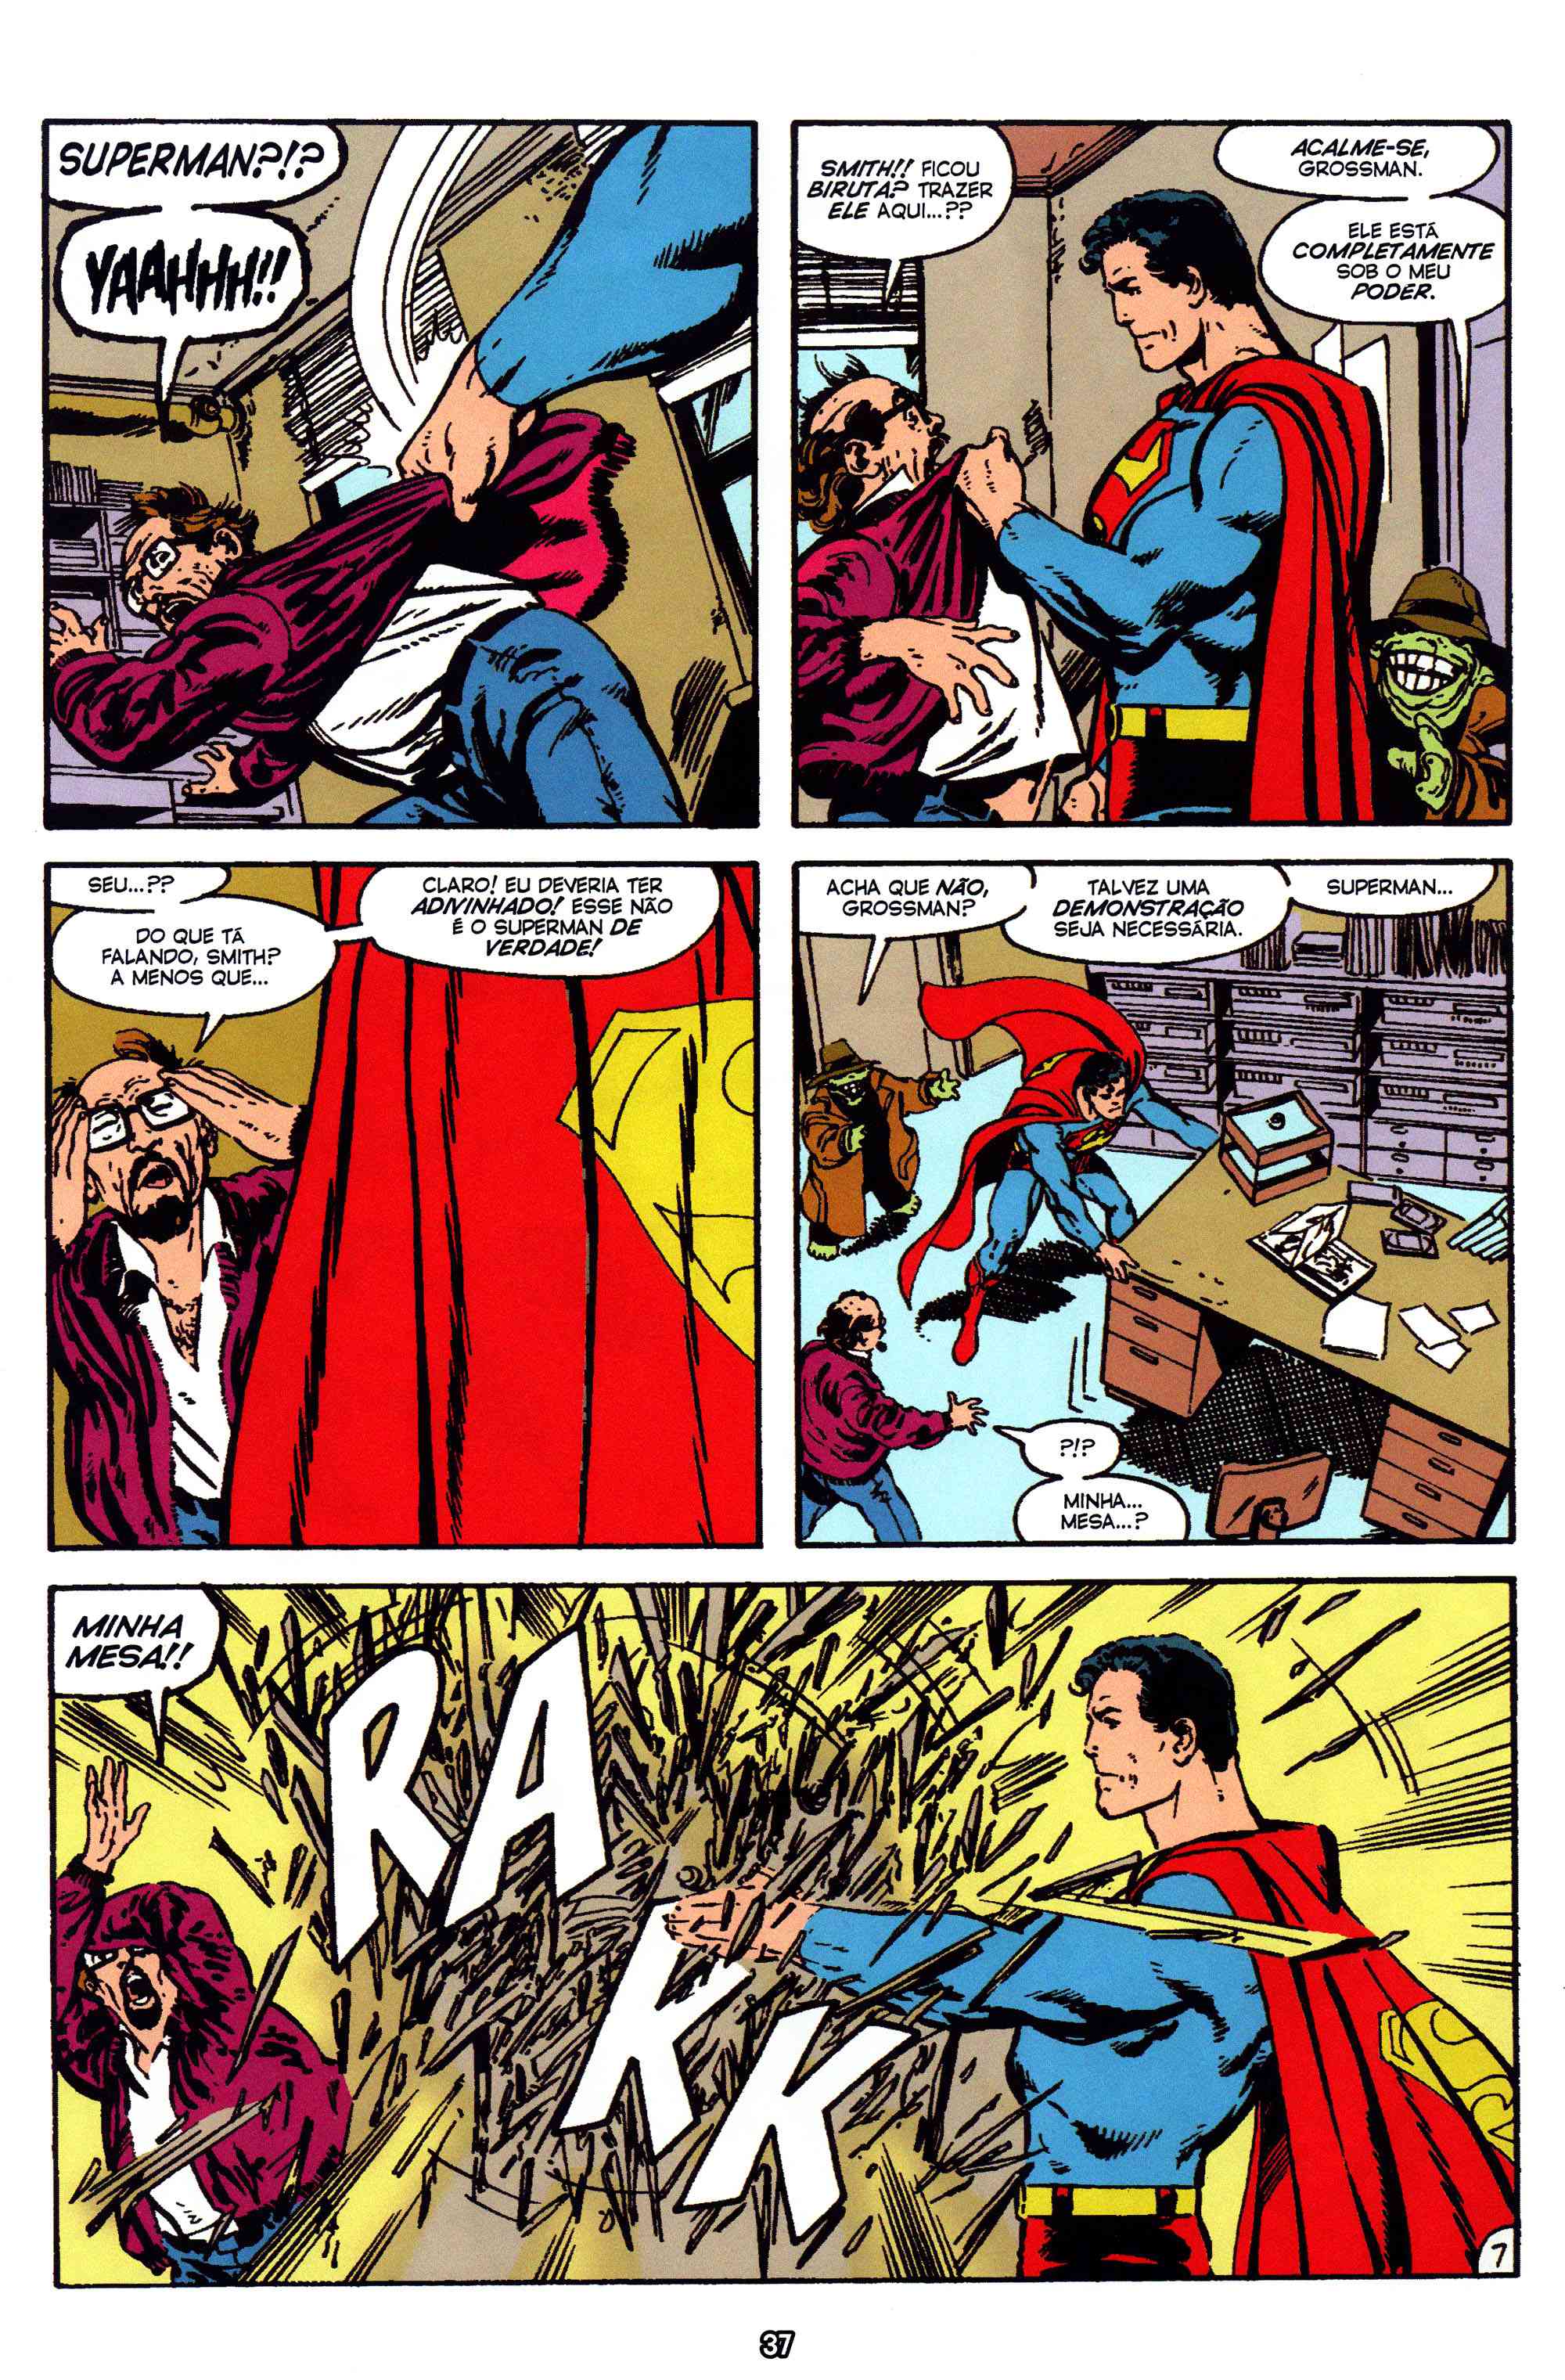 SUPERMAN?!?
YAAHHH!!
SMITH!! FICOU
BIRUTA? TRAZER
ELE AQUI...??
ACALME-SE,
GROSSMAN.
ELE ESTÁ
COMPLETAMENTE
SOB O MEU
PODER.
SEU...??
DO QUE TÁ
FALANDO, SMITH?
A MENOS QUE...
CLARO! EU DEVERIA TER
ADIVINHADO! ESSE NÃO
É O SUPERMAN DE
VERDADE!
ACHA QUE NÃO,
GROSSMAN?
TALVEZ UMA
DEMONSTRAÇÃO
SEJA NECESSÁRIA.
SUPERMAN...
?!?
MINHA...
MESA...?
MINHA
MESA!!
RA
KKK
7
37